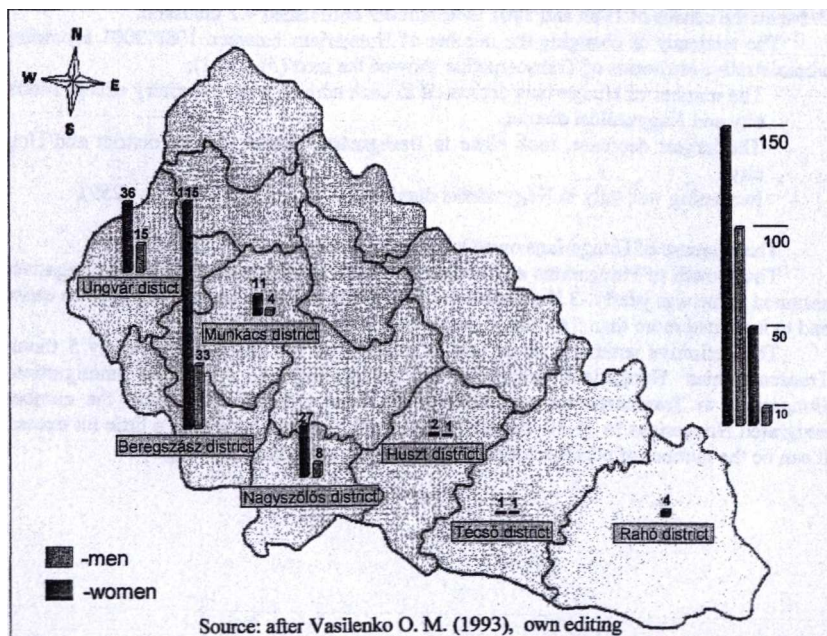 N
W E
S
36
15
Ungvár distict
116
33
Beregszász district
11
4
Munkács district
27
8
Nagyszőlős district
2 1
Huszt district
1 1
Técső district
4
Rahó district
150
100
50
10
-men
-women
Source: after Vasilenko O. M. (1993), own editing